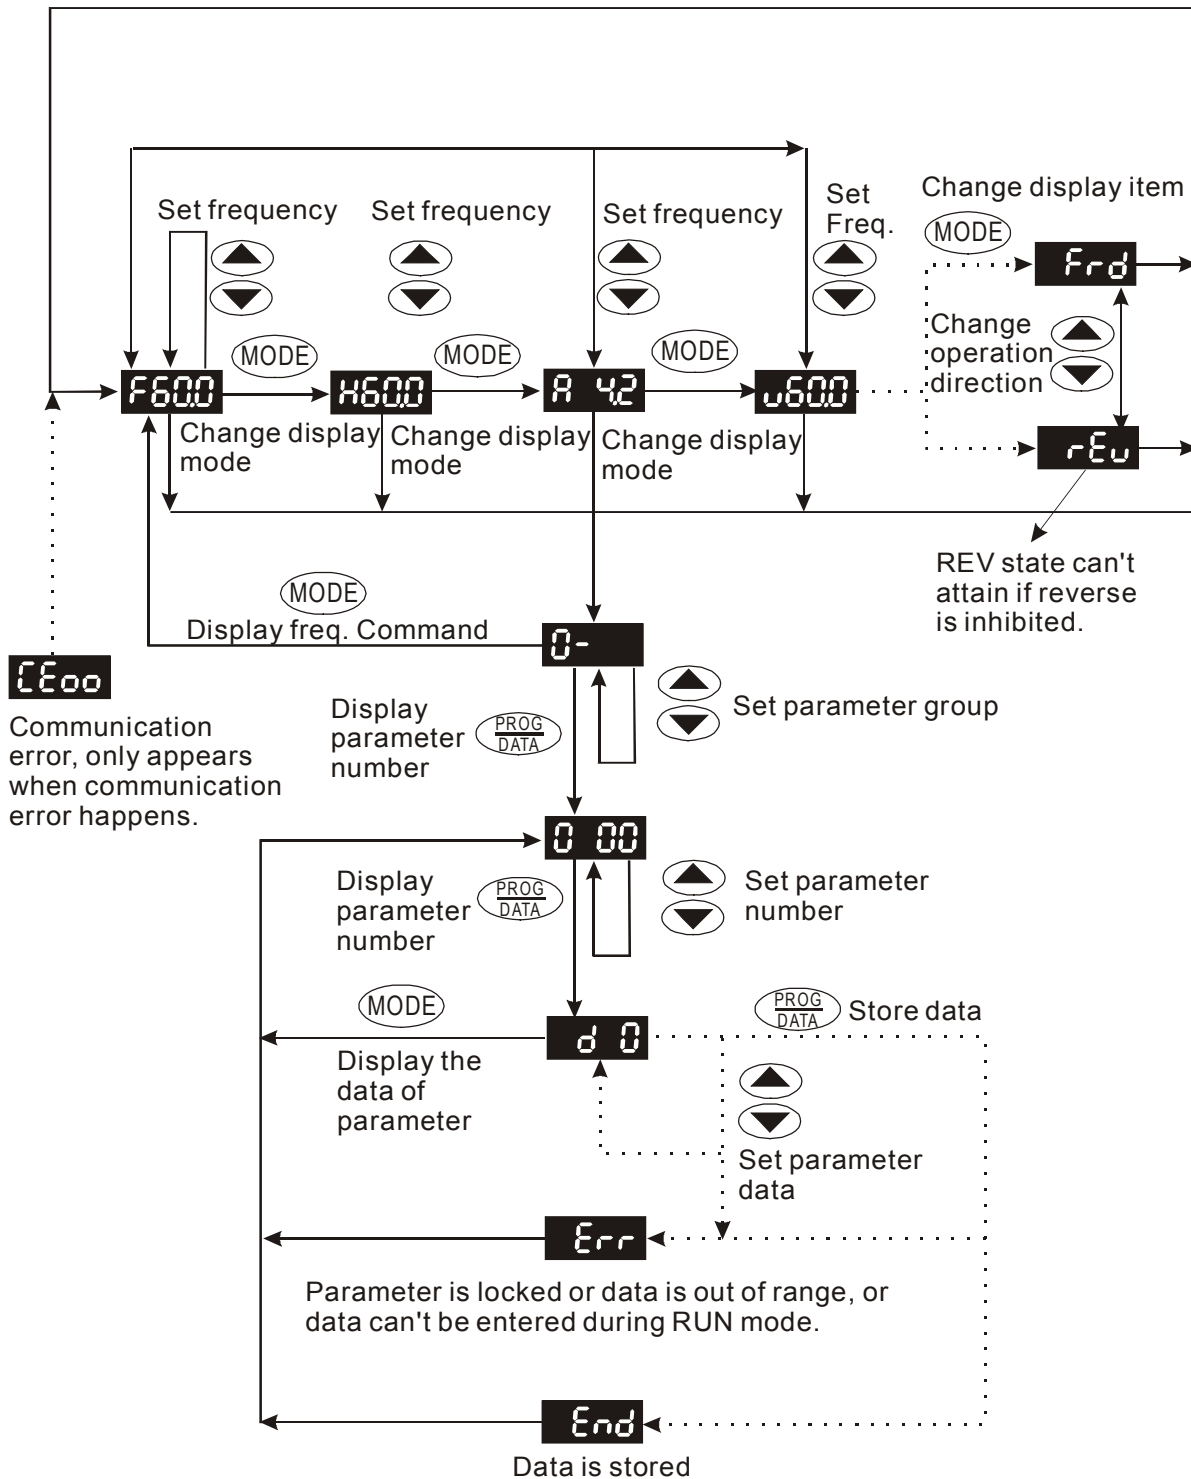 Set frequency
Set frequency
Set frequency
Set
Freq.
Change display item
MODE
Frd
MODE
MODE
MODE
Change
operation
direction
F60.0
H60.0
A 4.2
u60.0
Change display
mode
Change display
mode
Change display
mode
rEu
REV state can't
attain if reverse
is inhibited.
MODE
Display freq. Command
0-
CEoo
Communication
error, only appears
when communication
error happens.
Display
parameter
number
PROG
DATA
Set parameter group
0 00
Display
parameter
number
PROG
DATA
Set parameter
number
MODE
PROG
DATA
Store data
d 0
Display the
data of
parameter
Set parameter
data
Err
Parameter is locked or data is out of range, or
data can't be entered during RUN mode.
End
Data is stored